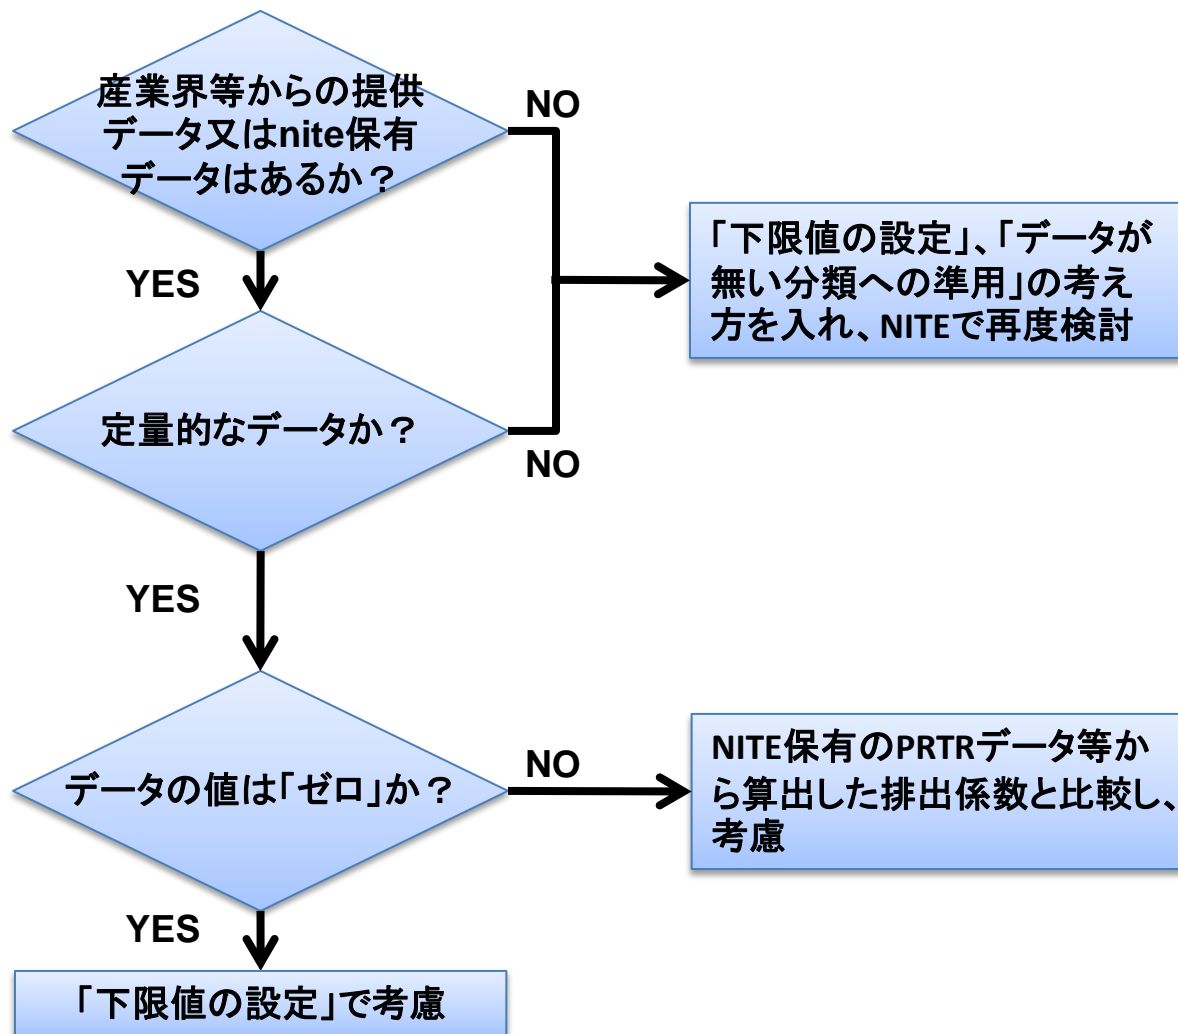 産業界等からの提供
データ又はnite保有
データはあるか？
NO
YES
「下限値の設定」、「データが
無い分類への準用」の考え
方を入れ、NITEで再度検討
定量的なデータか？
NO
YES
データの値は「ゼロ」か？
NO
NITE保有のPRTRデータ等か
ら算出した排出係数と比較し、
考慮
YES
「下限値の設定」で考慮